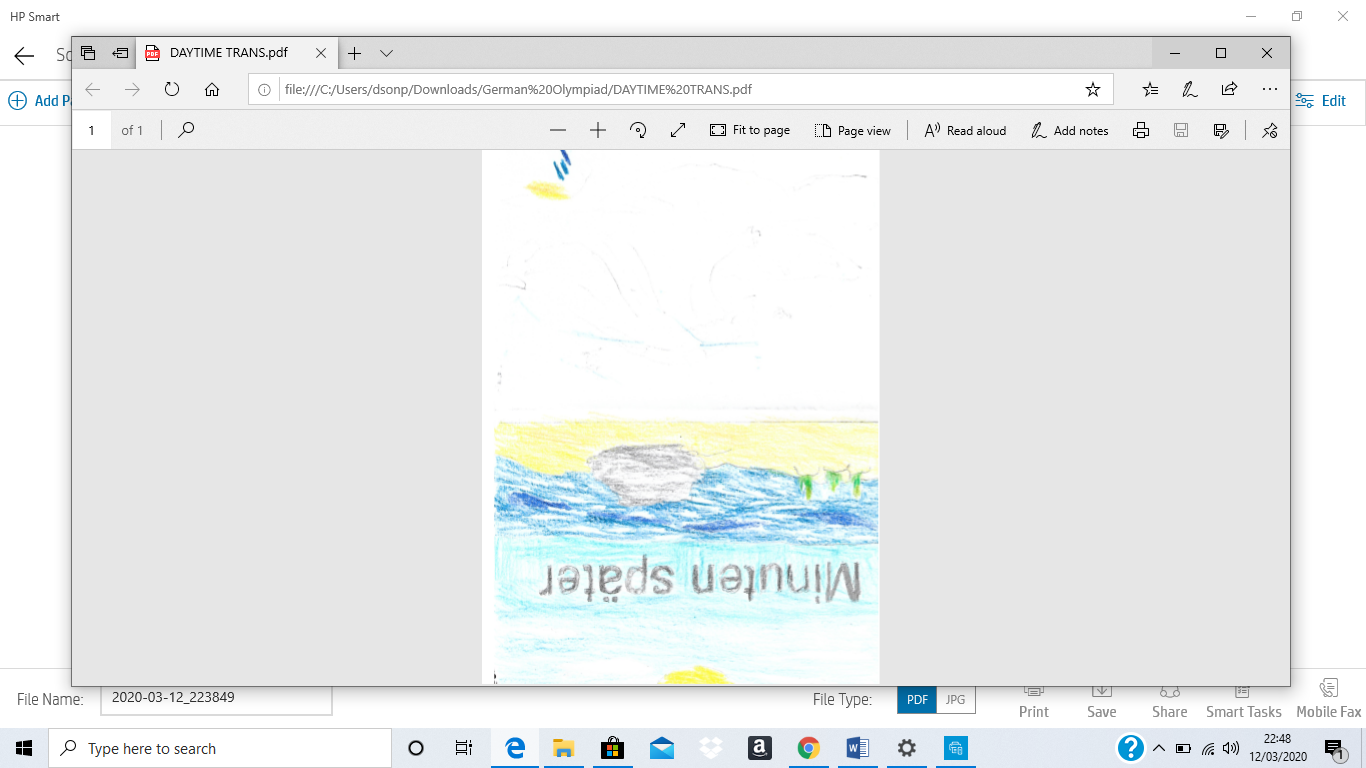 HP Smart
DAYTIME TRANS.pdf
file:///C:/Users/dsonp/Downloads/German%20Olympiad/DAYTIME%20TRANS.pdf
Edit
1 of 1
Fit to page
Page view
Read aloud
Add notes
Minuten später
File Name:
2020-03-12_223849
File Type:
PDF
JPG
Print
Save
Share
Smart Tasks
Mobile Fax
Type here to search
22:48
12/03/2020
1